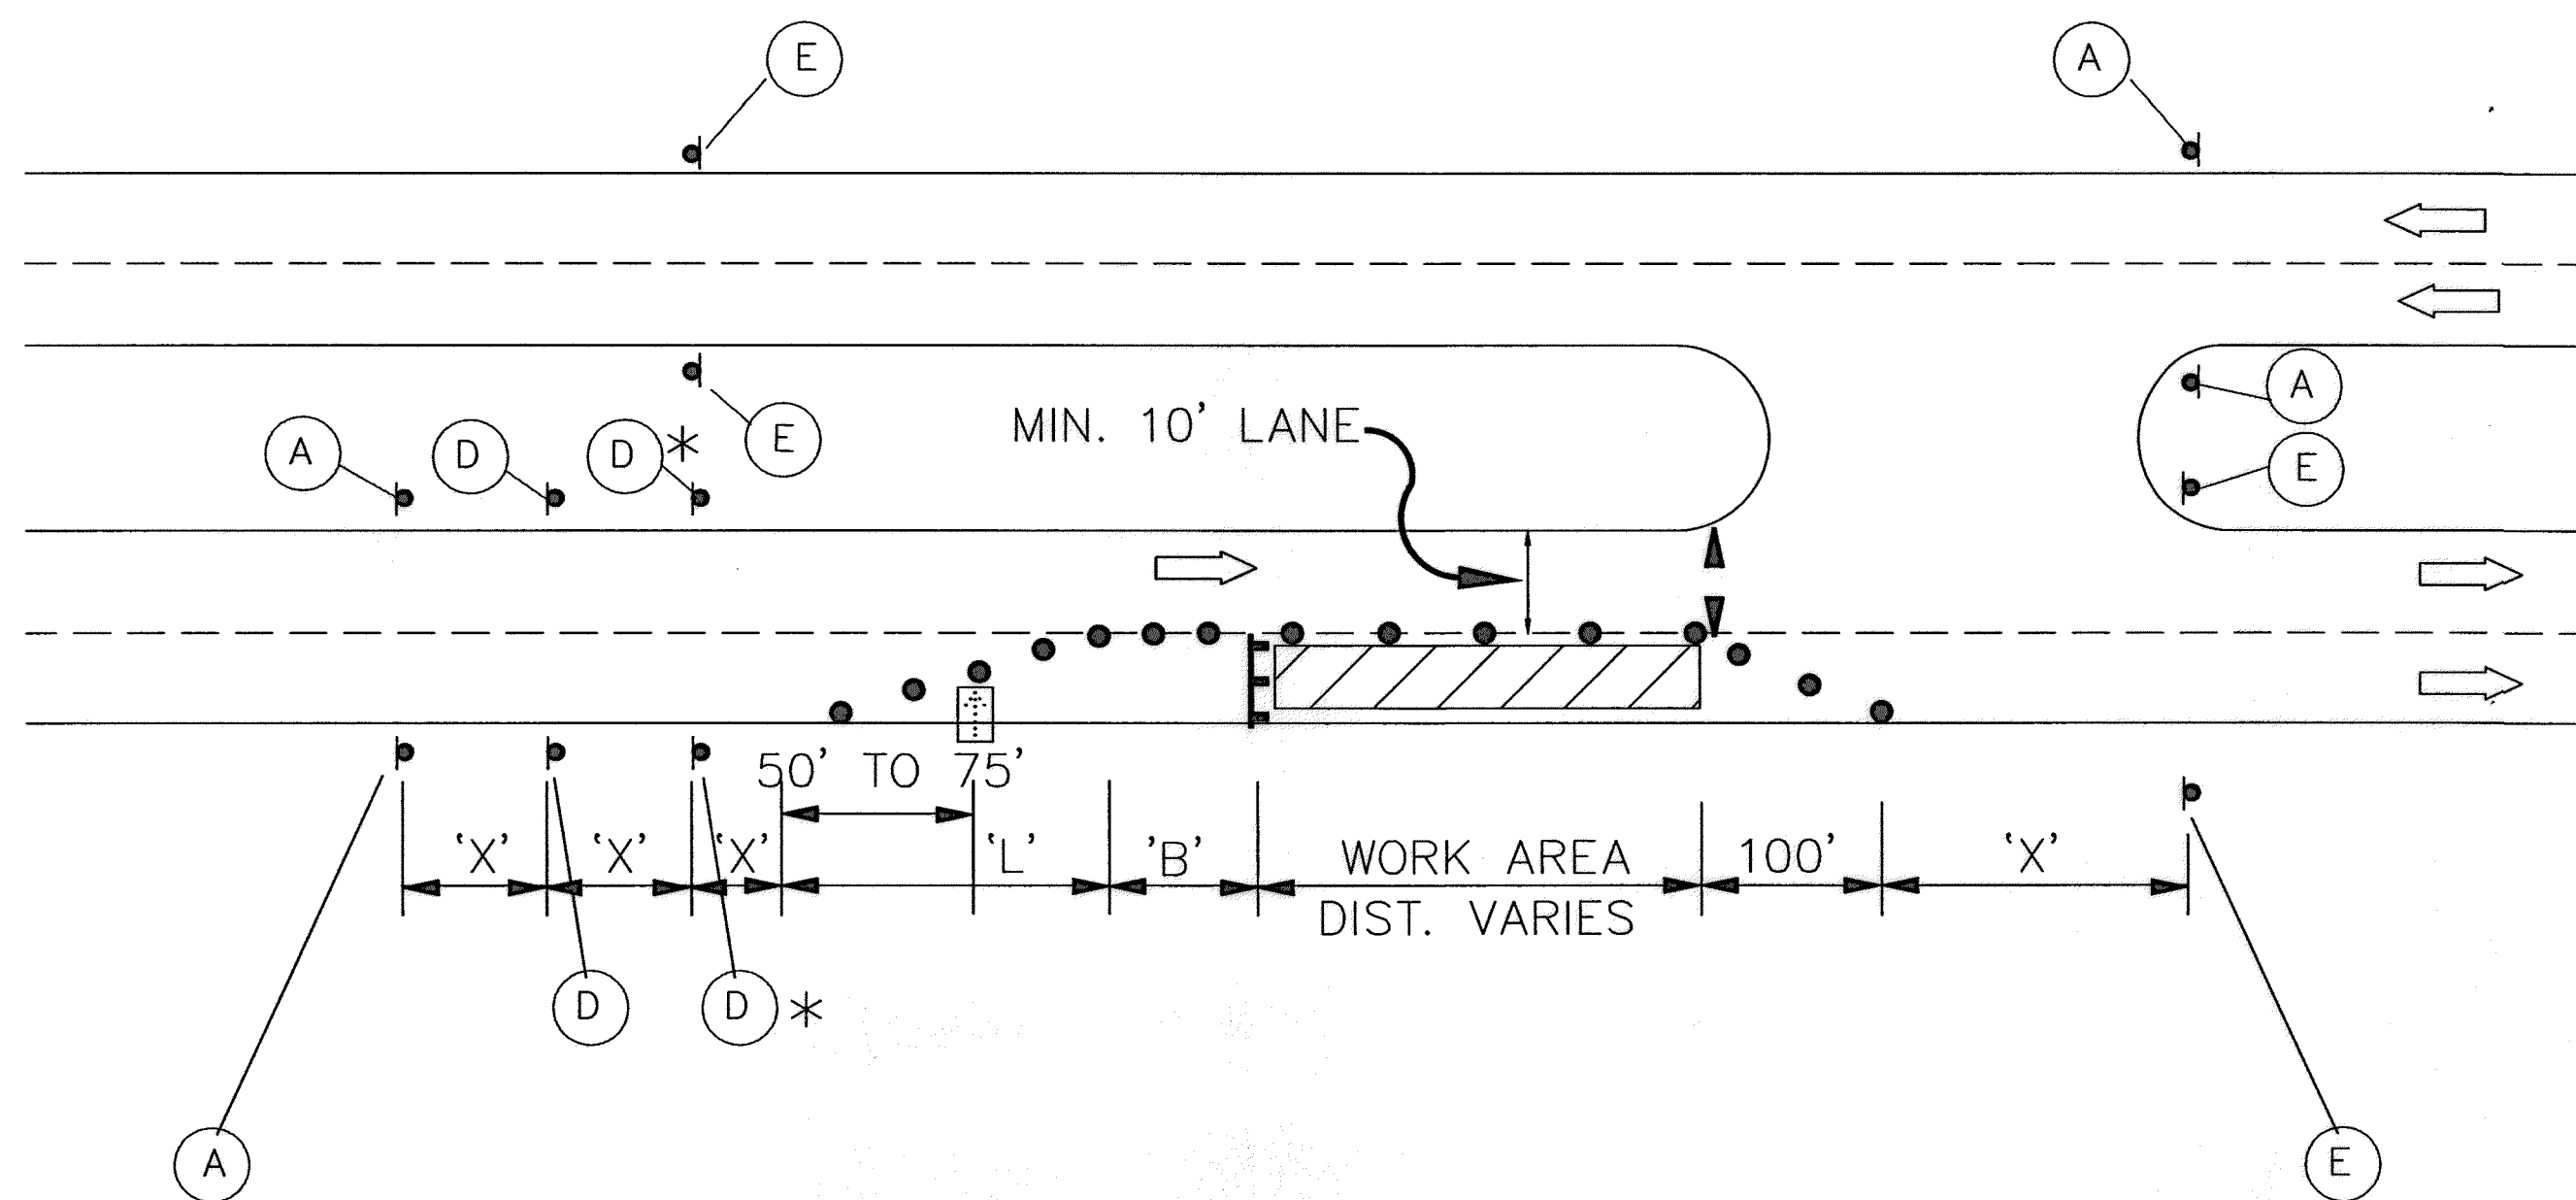 E
A
A
D
D *
E
MIN. 10' LANE
A
E
50' TO 75'
'X'
'X'
'X'
'L'
'B'
WORK AREA
100'
'X'
DIST. VARIES
D
D *
A
E